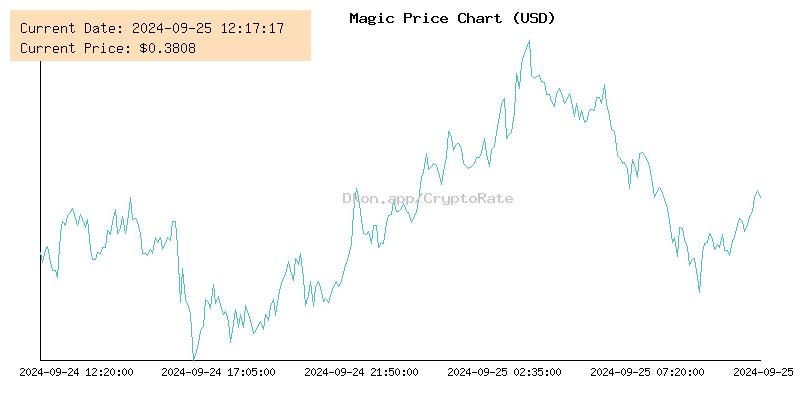 Magic Price Chart (USD)
Current Date: 2024-09-25 12:17:17
Current Price: $0.3808
Dhon.app/CryptoRate
2024-09-24 12:20:00
2024-09-24 17:05:00
2024-09-24 21:50:00
2024-09-25 02:35:00
2024-09-25 07:20:00
2024-09-25